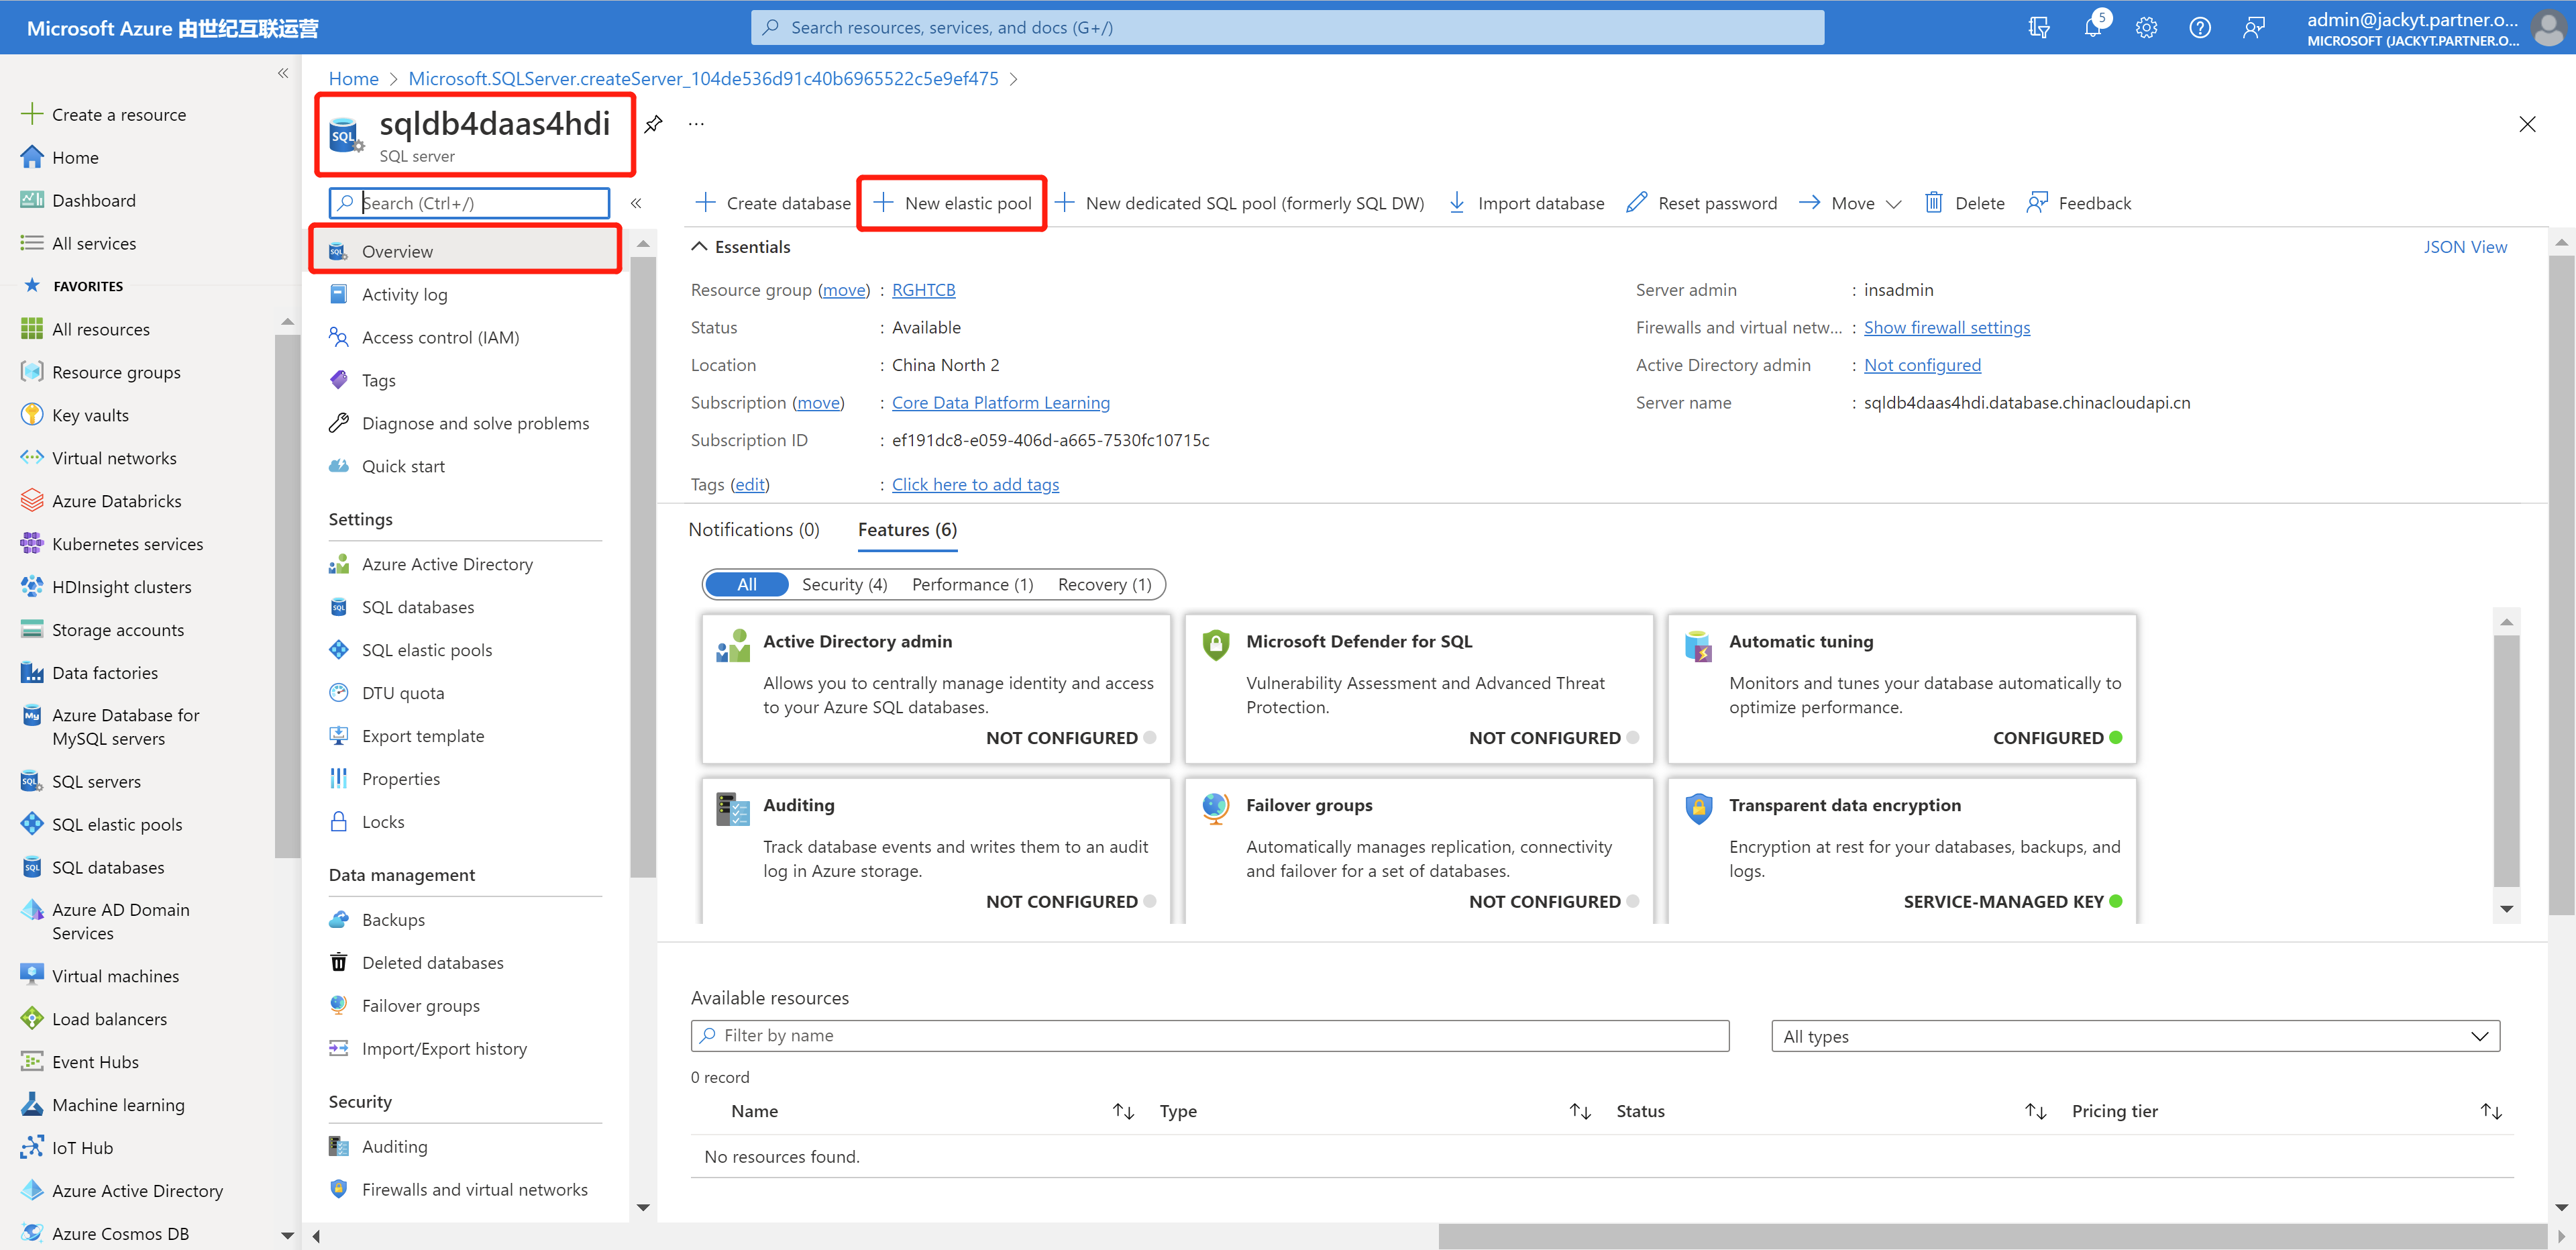 Microsoft Azure 由世纪互联运营
Search resources, services, and docs (G+/)
5
admin@jackyt.partner.o...
MICROSOFT (JACKYT.PARTNER.O...
Create a resource
Home
Dashboard
All services
FAVORITES
All resources
Resource groups
Key vaults
Virtual networks
Azure Databricks
Kubernetes services
HDInsight clusters
Storage accounts
Data factories
Azure Database for
MySQL servers
SQL servers
SQL elastic pools
SQL databases
Azure AD Domain
Services
Virtual machines
Load balancers
Event Hubs
Machine learning
IoT Hub
Azure Active Directory
Azure Cosmos DB
Home > Microsoft.SQLServer.createServer_104de536d91c40b6965522c5e9ef475 >
SQL
sqldb4daas4hdi
SQL server
...
Search (Ctrl+/)
Overview
Activity log
Access control (IAM)
Tags
Diagnose and solve problems
Quick start
Settings
Azure Active Directory
SQL databases
SQL elastic pools
DTU quota
Export template
Properties
Locks
Data management
Backups
Deleted databases
Failover groups
Import/Export history
Security
Auditing
Firewalls and virtual networks
Create database
New elastic pool
New dedicated SQL pool (formerly SQL DW)
Import database
Reset password
Move
Delete
Feedback
Essentials
JSON View
Resource group (move) : RGHTCB
Status : Available
Location : China North 2
Subscription (move) : Core Data Platform Learning
Subscription ID : ef191dc8-e059-406d-a665-7530fc10715c
Tags (edit) : Click here to add tags
Server admin : insadmin
Firewalls and virtual netw... : Show firewall settings
Active Directory admin : Not configured
Server name : sqldb4daas4hdi.database.chinacloudapi.cn
Notifications (0)
Features (6)
All
Security (4)
Performance (1)
Recovery (1)
Active Directory admin
Allows you to centrally manage identity and access
to your Azure SQL databases.
NOT CONFIGURED
Microsoft Defender for SQL
Vulnerability Assessment and Advanced Threat
Protection.
NOT CONFIGURED
Automatic tuning
Monitors and tunes your database automatically to
optimize performance.
CONFIGURED
Auditing
Track database events and writes them to an audit
log in Azure storage.
NOT CONFIGURED
Failover groups
Automatically manages replication, connectivity
and failover for a set of databases.
NOT CONFIGURED
Transparent data encryption
Encryption at rest for your databases, backups, and
logs.
SERVICE-MANAGED KEY
Available resources
Filter by name
All types
0 record
Name
Type
Status
Pricing tier
No resources found.